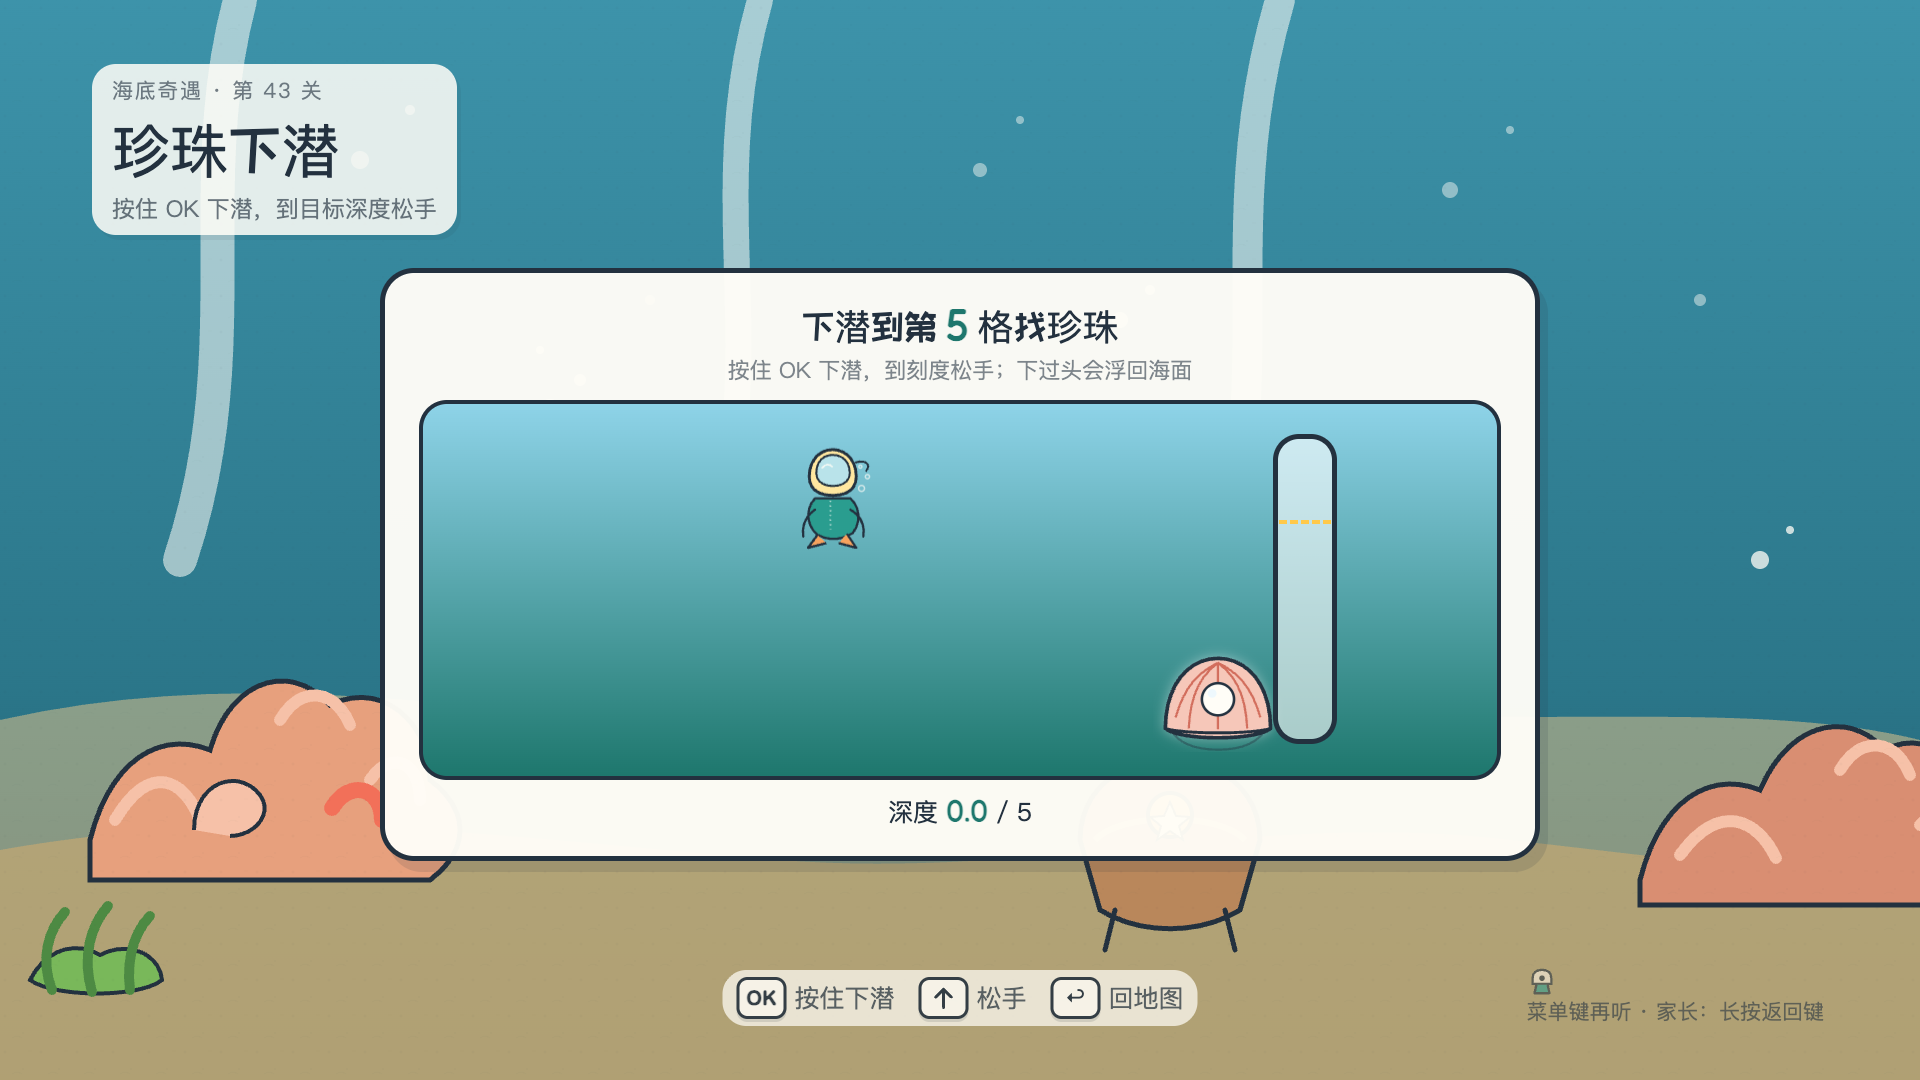 海底奇遇 · 第 43 关
珍珠下潜
按住 OK 下潜，到目标深度松手
下潜到第 5 格找珍珠
按住 OK 下潜，到刻度松手；下过头会浮回海面
深度 0.0 / 5
OK 按住下潜 ↑ 松手 ↩ 回地图
菜单键再听 · 家长：长按返回键